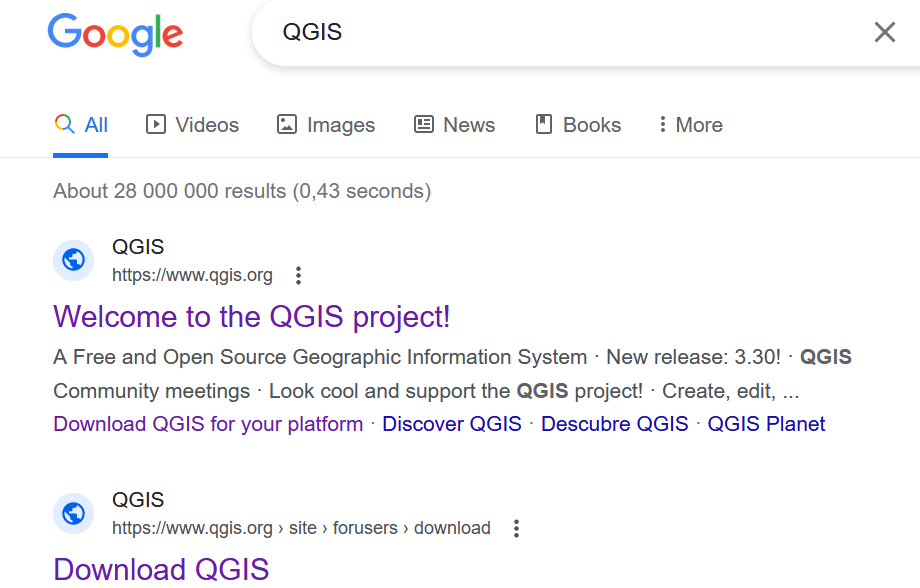 Google
QGIS
All Videos Images News Books More
About 28 000 000 results (0,43 seconds)
QGIS
https://www.qgis.org
Welcome to the QGIS project!
A Free and Open Source Geographic Information System · New release: 3.30! · QGIS
Community meetings · Look cool and support the QGIS project! · Create, edit, ...
Download QGIS for your platform · Discover QGIS · Descubre QGIS · QGIS Planet
QGIS
https://www.qgis.org › site › forusers › download
Download QGIS